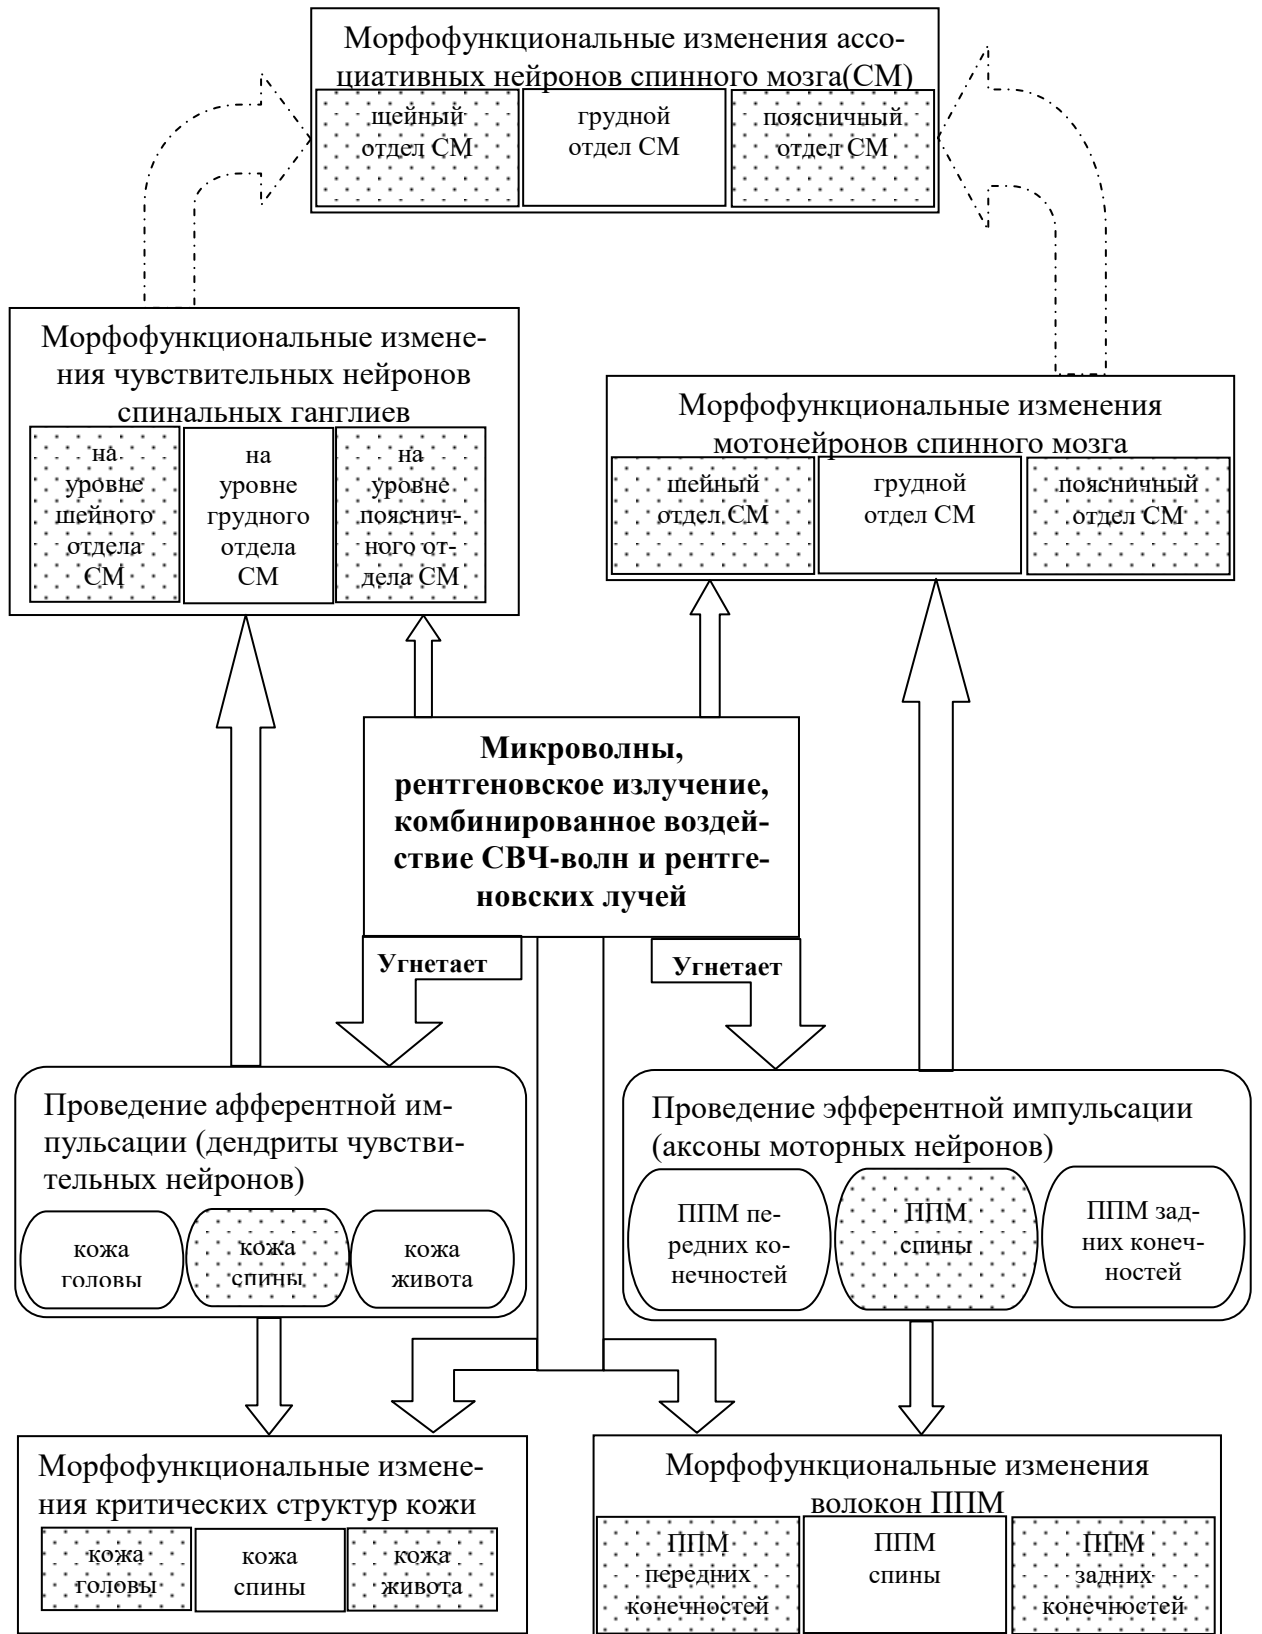 Морфофункциональные изменения ассо-
циативных нейронов спинного мозга(СМ)
шейный
отдел СМ
грудной
отдел СМ
поясничный
отдел СМ
Морфофункциональные измене-
ния чувствительных нейронов
спинальных ганглиев
на
уровне
шейного
отдела
СМ
на
уровне
грудного
отдела
СМ
на
уровне
пояснич-
ного от-
дела СМ
Морфофункциональные изменения
мотонейронов спинного мозга
шейный
отдел СМ
грудной
отдел СМ
поясничный
отдел СМ
Микроволны,
рентгеновское излучение,
комбинированное воздей-
ствие СВЧ-волн и рентге-
новских лучей
Угнетает
Угнетает
Проведение афферентной им-
пульсации (дендриты чувстви-
тельных нейронов)
кожа
головы
кожа
спины
кожа
живота
Проведение эфферентной импульсации
(аксоны моторных нейронов)
ППМ пе-
редних ко-
нечностей
ППМ
спины
ППМ зад-
них конеч-
ностей
Морфофункциональные измене-
ния критических структур кожи
кожа
головы
кожа
спины
кожа
живота
Морфофункциональные изменения
волокон ППМ
ППМ
передних
конечностей
ППМ
спины
ППМ
задних
конечностей